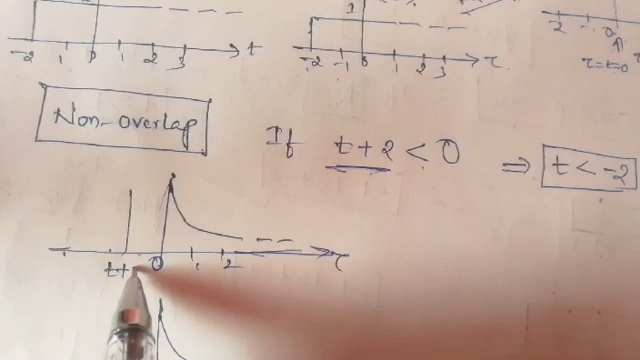 -2 1 0 1 2 3 t
1
-2 -1 0 1 2 3 τ
-2 - 0
τ=t=0
Non-overlap
If t+2 < 0 ⇒ t < -2
t+ 0 1 2 τ